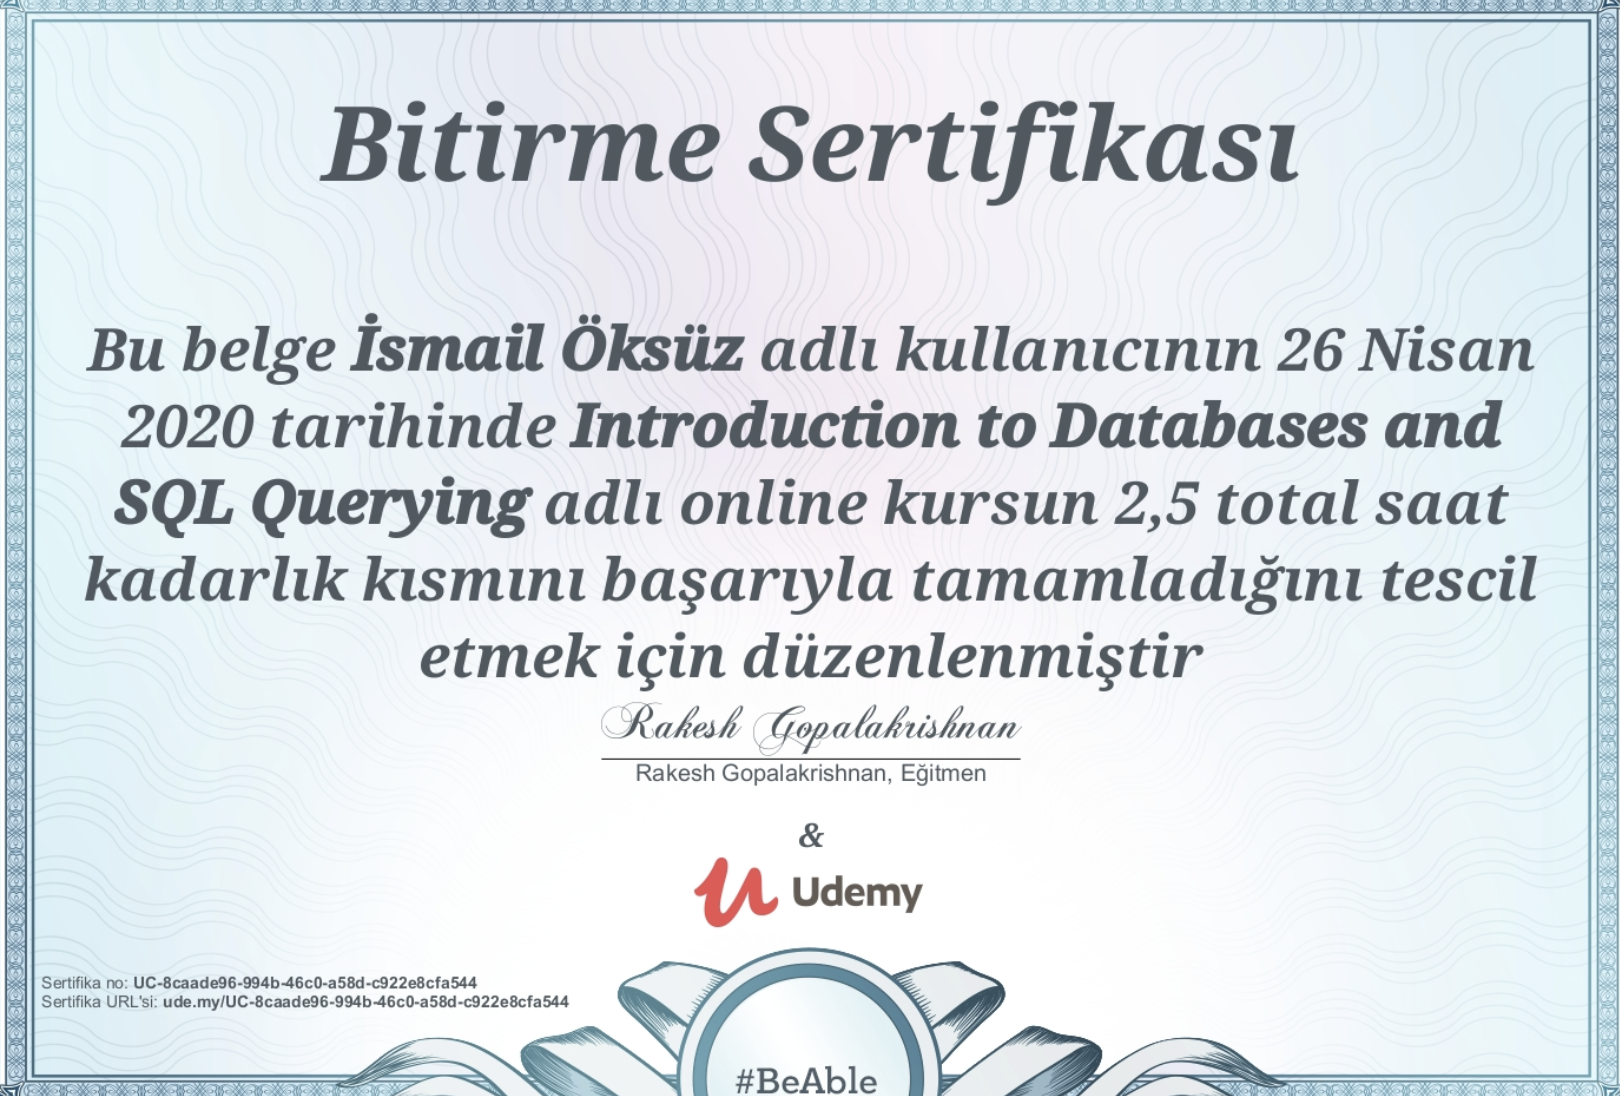 Bitirme Sertifikası
Bu belge İsmail Öksüz adlı kullanıcının 26 Nisan
2020 tarihinde Introduction to Databases and
SQL Querying adlı online kursun 2,5 total saat
kadarlık kısmını başarıyla tamamladığını tescil
etmek için düzenlenmiştir
Rakesh Gopalakrishnan
Rakesh Gopalakrishnan, Eğitmen
&
Udemy
Sertifika no: UC-8caade96-994b-46c0-a58d-c922e8cfa544
Sertifika URL'si: ude.my/UC-8caade96-994b-46c0-a58d-c922e8cfa544
#BeAble